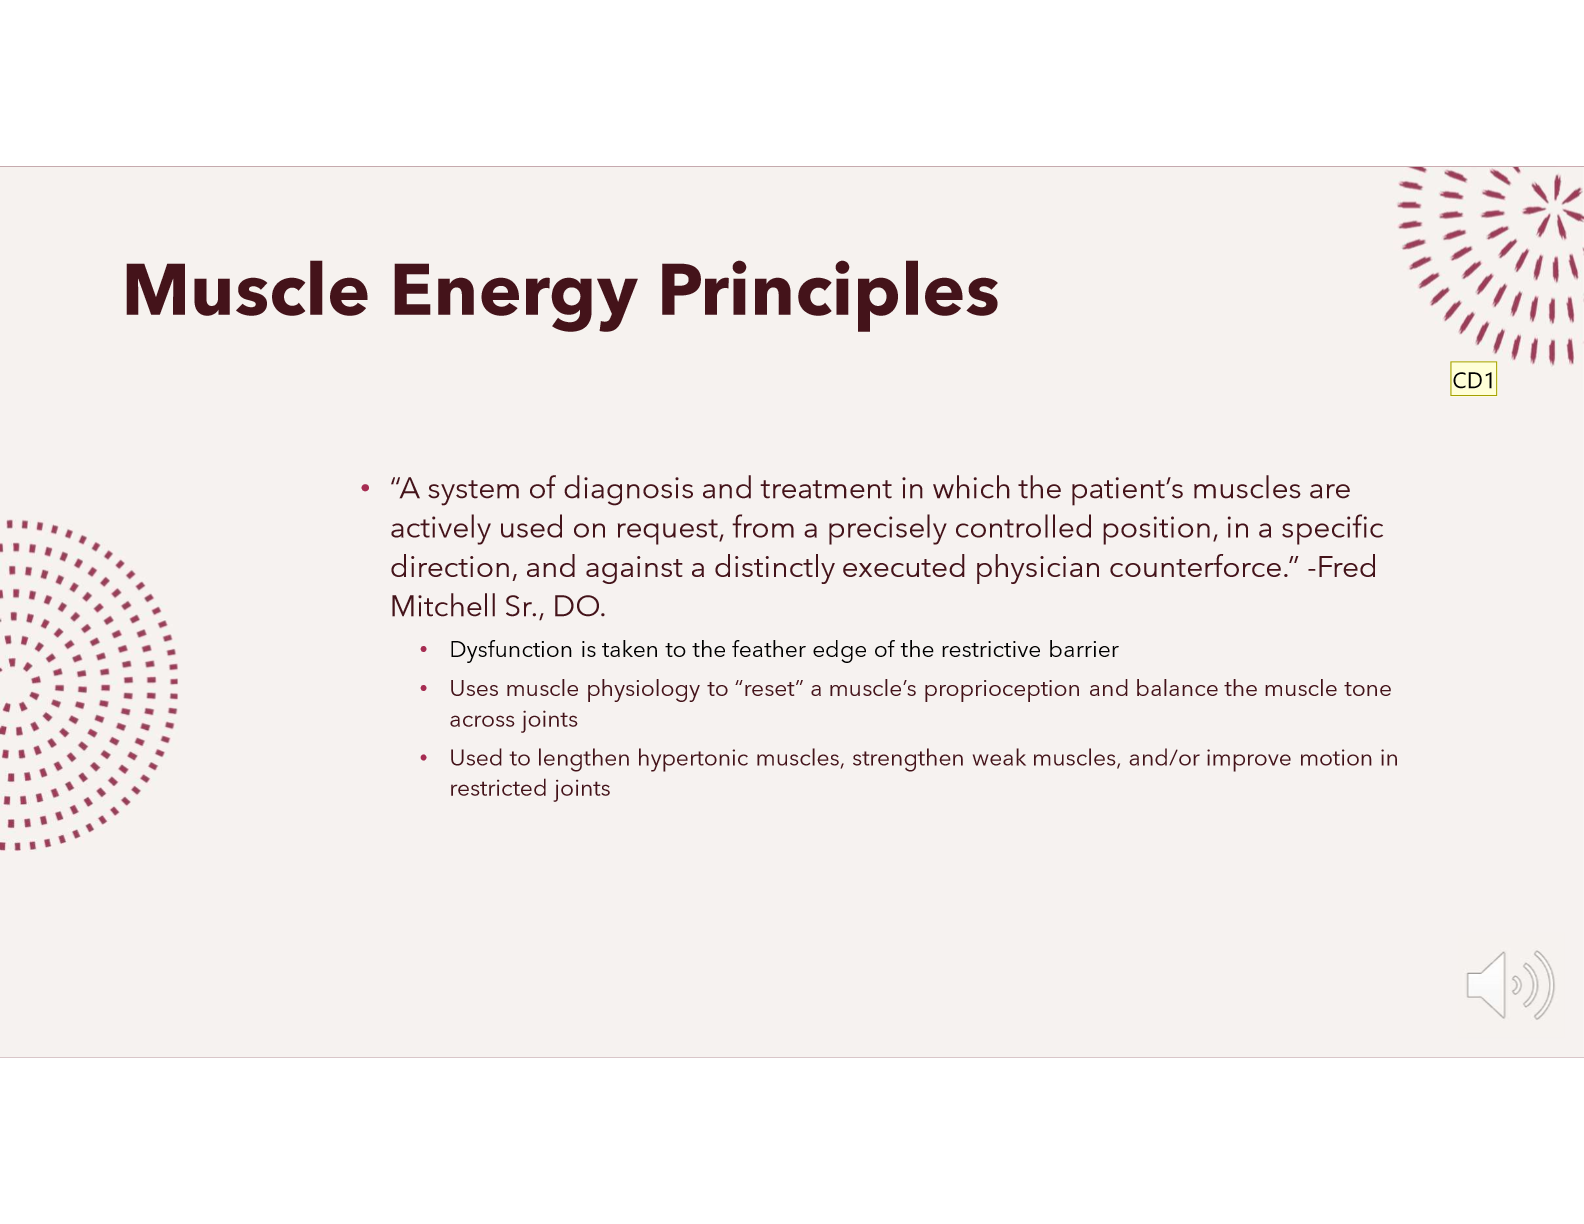 Muscle Energy Principles
CD1
• “A system of diagnosis and treatment in which the patient’s muscles are
actively used on request, from a precisely controlled position, in a specific
direction, and against a distinctly executed physician counterforce.” -Fred
Mitchell Sr., DO.
• Dysfunction is taken to the feather edge of the restrictive barrier
• Uses muscle physiology to “reset” a muscle’s proprioception and balance the muscle tone
across joints
• Used to lengthen hypertonic muscles, strengthen weak muscles, and/or improve motion in
restricted joints